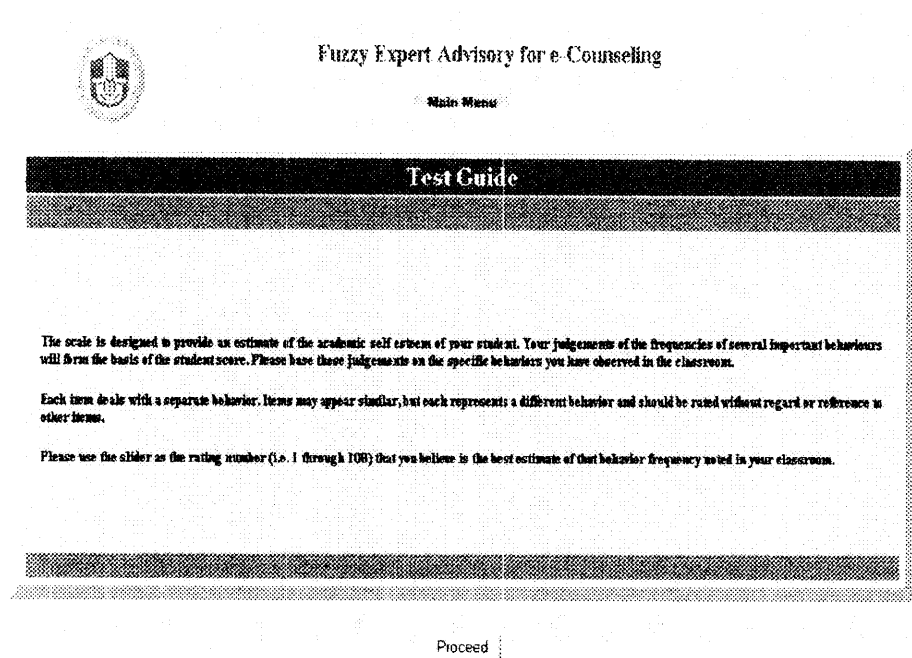 Fuzzy Expert Advisory for e-Counseling
Main Menu
Test Guide
The scale is designed to provide an estimate of the academic self esteem of your student. Your judgements of the frequencies of several important behaviours
will form the basis of the student score. Please base these judgements on the specific behaviors you have observed in the classroom.
Each item deals with a separate behavior. Items may appear similar, but each represents a different behavior and should be rated without regard or reference to
other items.
Please use the slider as the rating number (i.e. 1 through 100) that you believe is the best estimate of that behavior frequency noted in your classroom.
Proceed